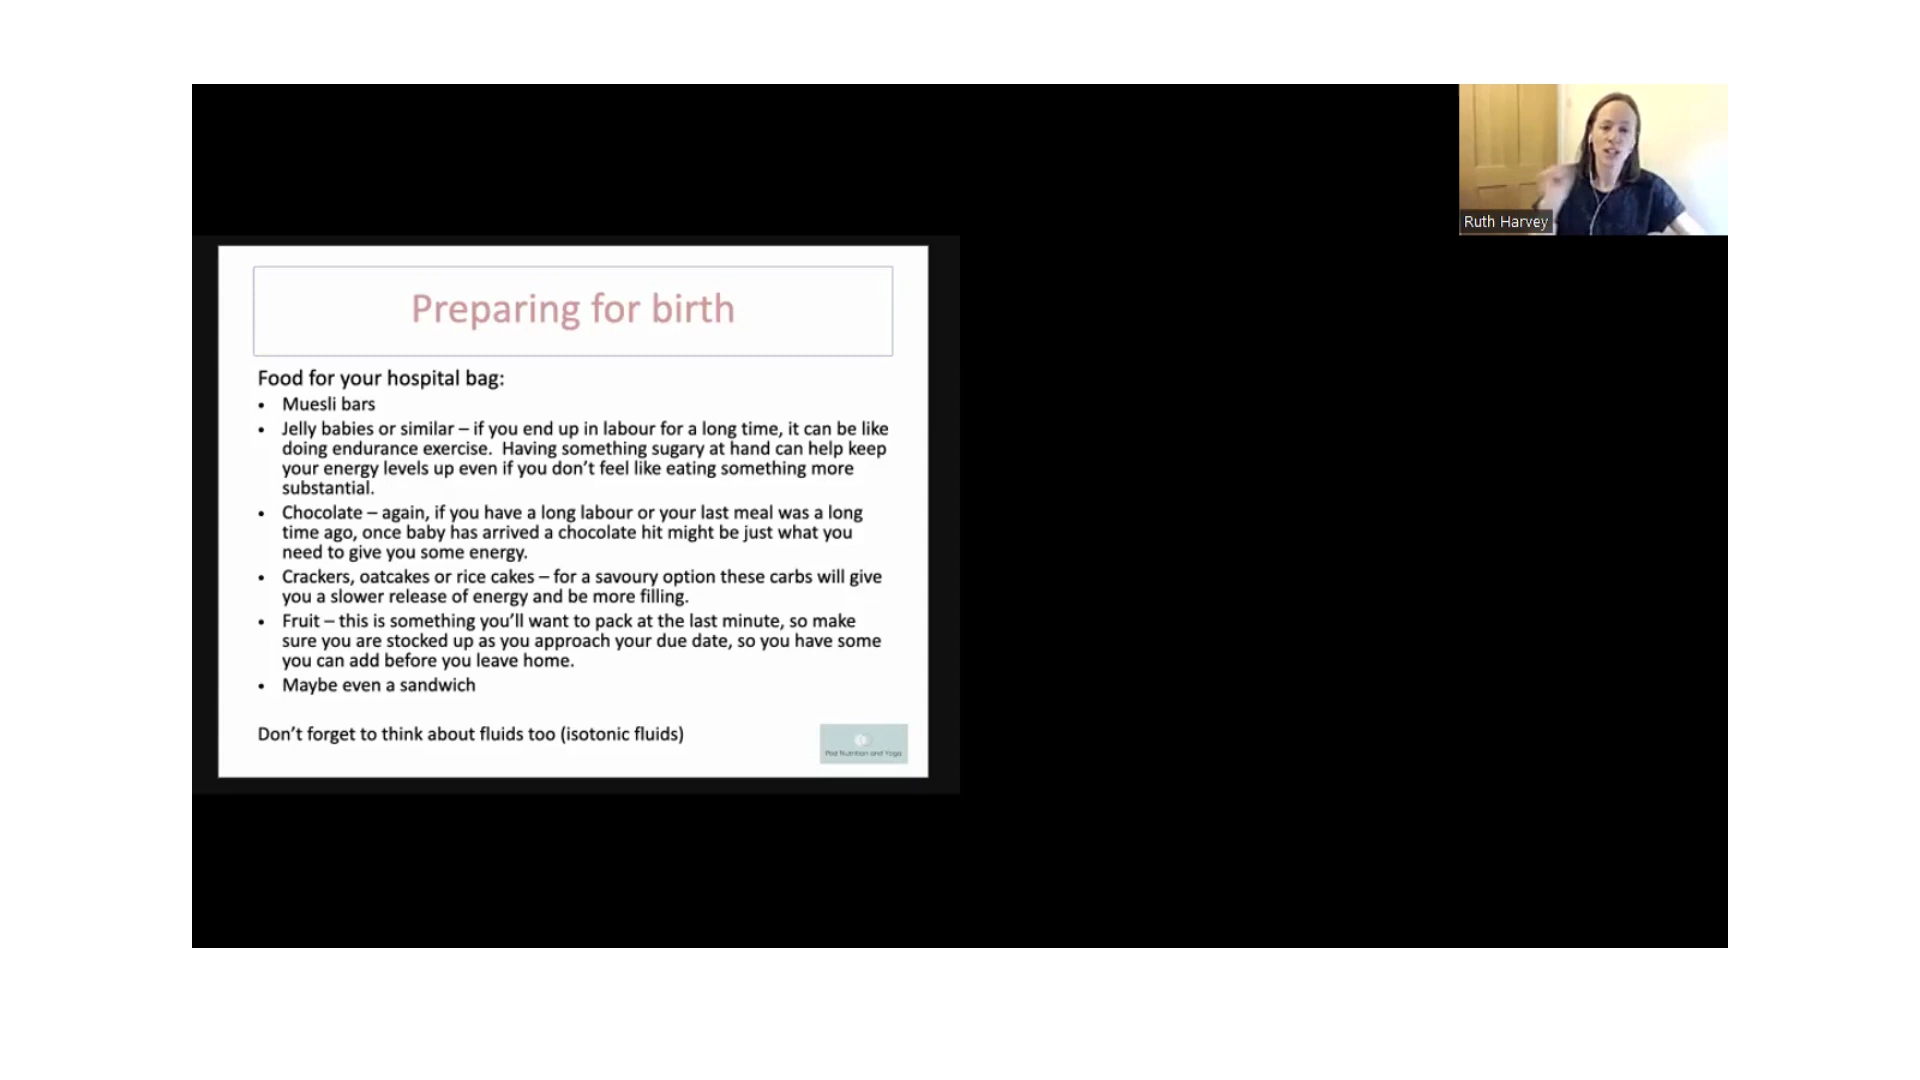 Ruth Harvey
Preparing for birth
Food for your hospital bag:
• Muesli bars
• Jelly babies or similar – if you end up in labour for a long time, it can be like
doing endurance exercise.  Having something sugary at hand can help keep
your energy levels up even if you don’t feel like eating something more
substantial.
• Chocolate – again, if you have a long labour or your last meal was a long
time ago, once baby has arrived a chocolate hit might be just what you
need to give you some energy.
• Crackers, oatcakes or rice cakes – for a savoury option these carbs will give
you a slower release of energy and be more filling.
• Fruit – this is something you’ll want to pack at the last minute, so make
sure you are stocked up as you approach your due date, so you have some
you can add before you leave home.
• Maybe even a sandwich
Don’t forget to think about fluids too (isotonic fluids)
Pod Nutrition and Yoga